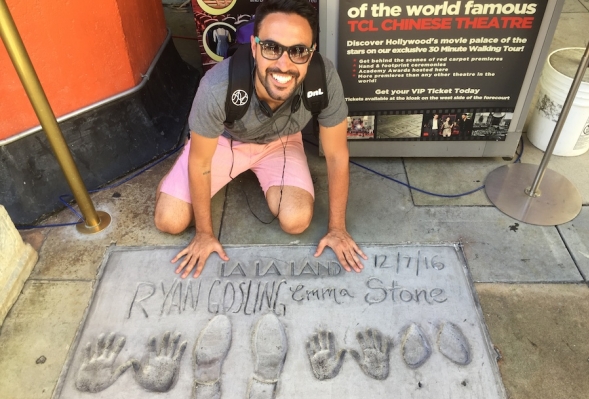 of the world famous
TCL CHINESE THEATRE
Discover Hollywood's movie palace of the
stars on our exclusive 30 Minute Walking Tour!
* Get behind the scenes of red carpet premieres
* Hand & footprint ceremonies
* Academy Awards hosted here
* More premieres than any other theatre in the
world!
Get your VIP Ticket Today
Tickets available at the kiosk on the west side of the forecourt
LA LA LAND 12/7/16
RYAN GOSLING Emma Stone